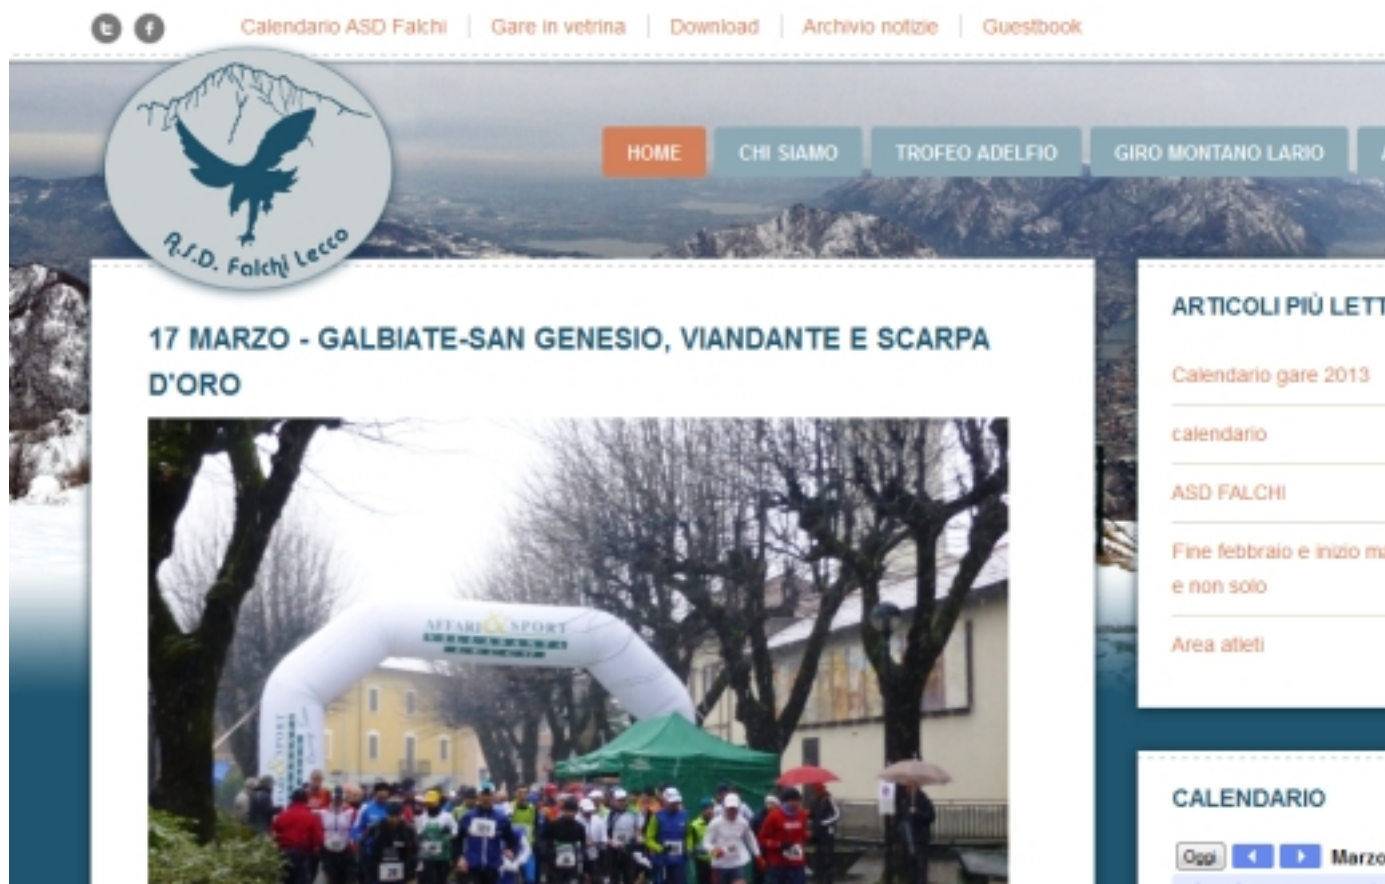 Calendario ASD Falchi
Gare in vetrina
Download
Archivio notizie
Guestbook
HOME
CHI SIAMO
TROFEO ADELFIO
GIRO MONTANO LARIO
A.S.D. Falchi Lecco
17 MARZO - GALBIATE-SAN GENESIO, VIANDANTE E SCARPA
D'ORO
AFFARI & SPORT
ARTICOLI PIÙ LETT
Calendario gare 2013
calendario
ASD FALCHI
Fine febbraio e inizio ma
e non solo
Area atleti
CALENDARIO
Oggi
Marzo